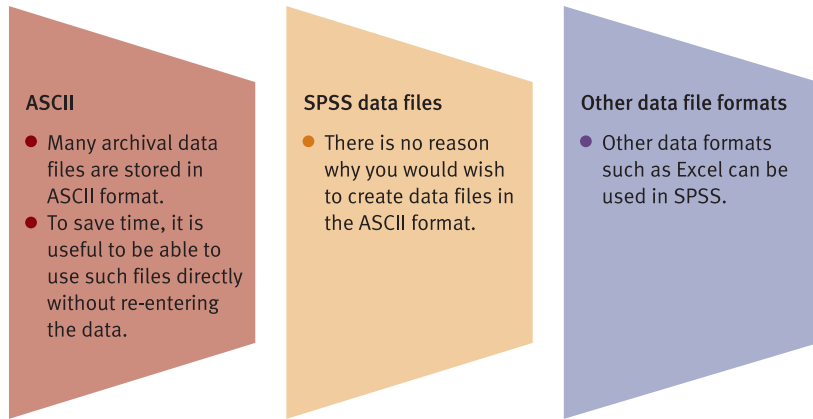 ASCII
Many archival data
files are stored in
ASCII format.
To save time, it is
useful to be able to
use such files directly
without re-entering
the data.
SPSS data files
There is no reason
why you would wish
to create data files in
the ASCII format.
Other data file formats
Other data formats
such as Excel can be
used in SPSS.